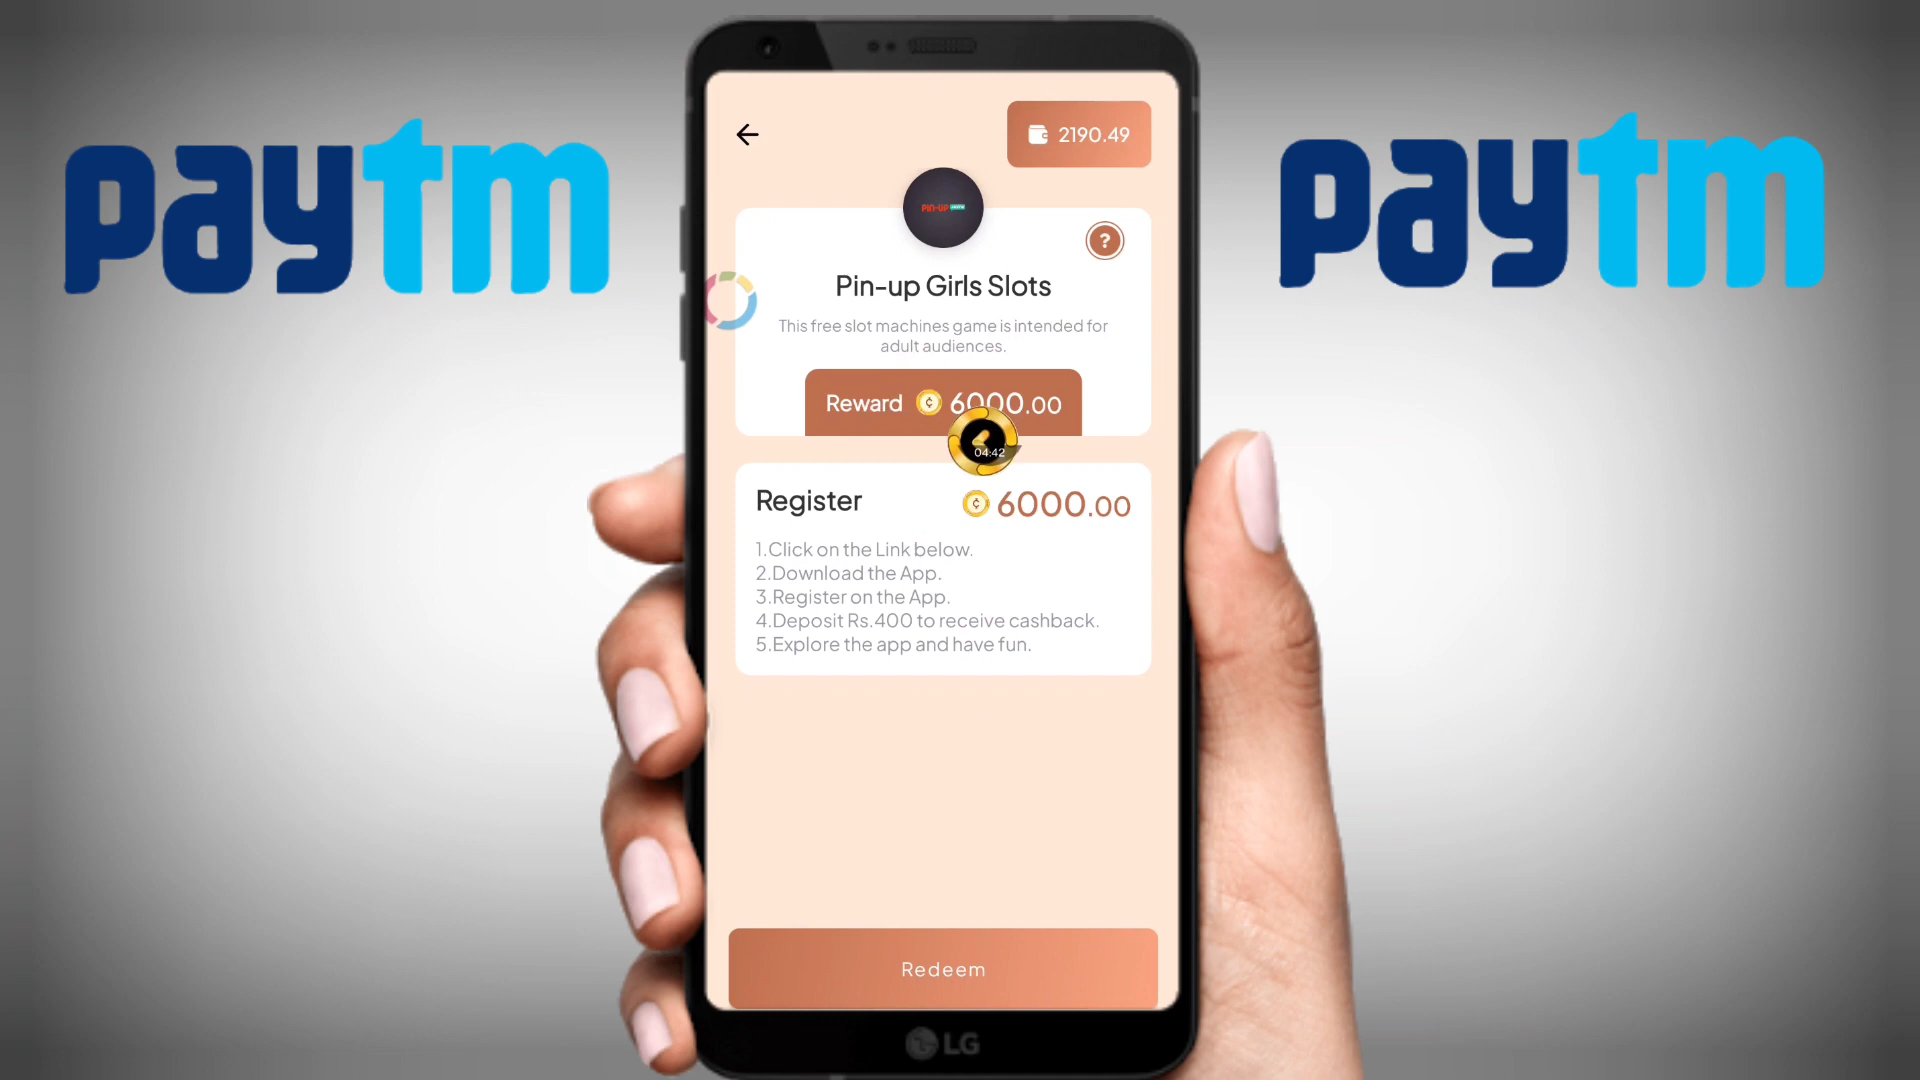 paytm
paytm
2190.49
PIN-UP
Pin-up Girls Slots
This free slot machines game is intended for
adult audiences.
Reward 6000.00
04:42
Register 6000.00
1.Click on the Link below.
2.Download the App.
3.Register on the App.
4.Deposit Rs.400 to receive cashback.
5.Explore the app and have fun.
Redeem
LG